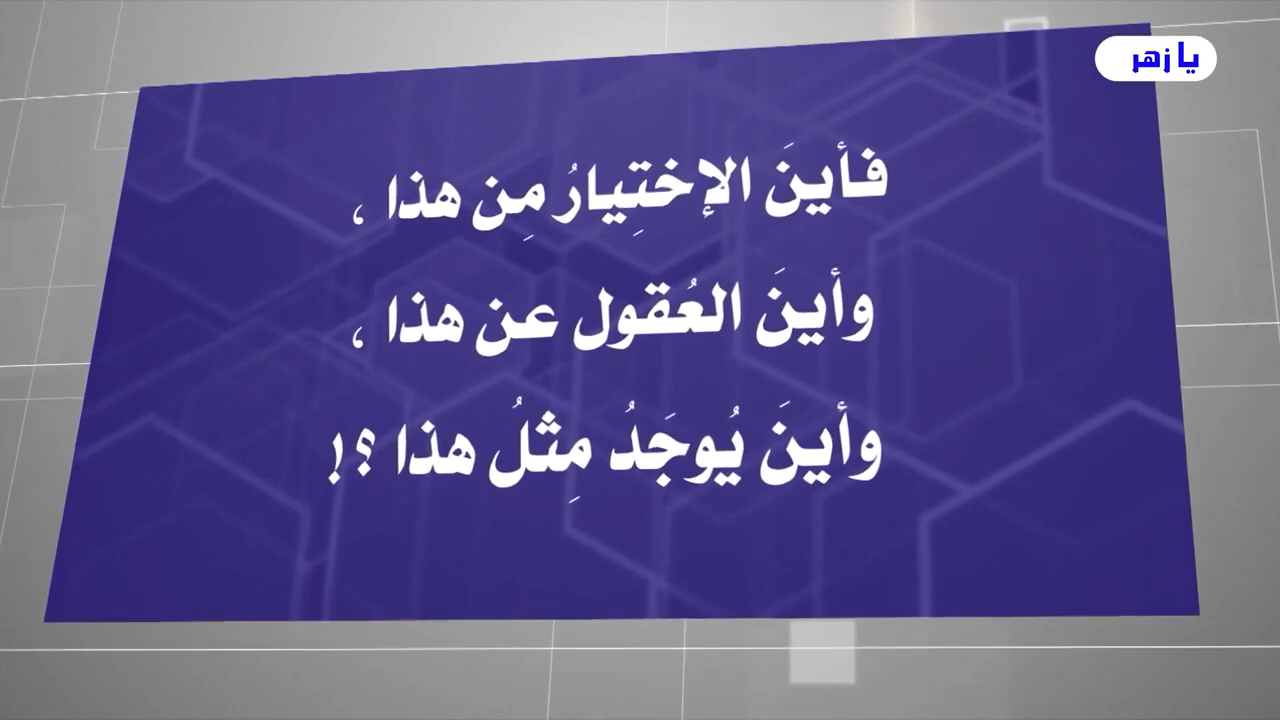 يا زهر
فأينَ الإختِيارُ مِن هذا ،
وأينَ العُقول عن هذا ،
وأينَ يُوجَدُ مِثلُ هذا ؟!